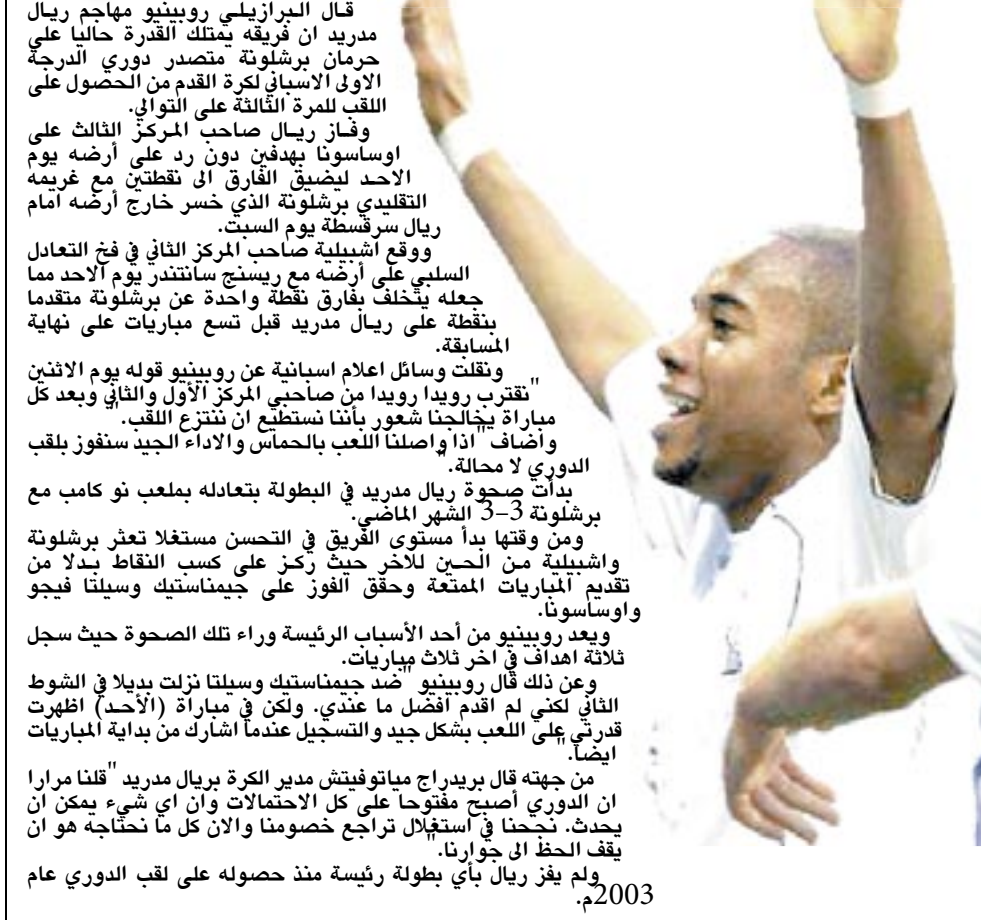 قال البرازيلي روبينيو مهاجم ريال
مدريد ان فريقه يمتلك القدرة حاليا على
حرمان برشلونة متصدر دوري الدرجة
الاولى الاسباني لكرة القدم من الحصول على
اللقب للمرة الثالثة على التوالي.
وفاز ريال صاحب المركز الثالث على
اوساسونا بهدفين دون رد على أرضه يوم
الاحد ليضيق الفارق الى نقطتين مع غريمه
التقليدي برشلونة الذي خسر خارج أرضه امام
ريال سرقسطة يوم السبت.
ووقع اشبيلية صاحب المركز الثاني في فخ التعادل
السلبي على أرضه مع ريسنج سانتندر يوم الاحد مما
جعله يتخلف بفارق نقطة واحدة عن برشلونة متقدما
بنقطة على ريال مدريد قبل تسع مباريات على نهاية
المسابقة.
ونقلت وسائل اعلام اسبانية عن روبينيو قوله يوم الاثنين
"نقترب رويدا رويدا من صاحبي المركز الأول والثاني وبعد كل
مباراة يخالجنا شعور بأننا نستطيع ان ننتزع اللقب."
واضاف "اذا واصلنا اللعب بالحماس والاداء الجيد سنفوز بلقب
الدوري لا محالة."
بدأت صحوة ريال مدريد في البطولة بتعادله بملعب نو كامب مع
برشلونة 3-3 الشهر الماضي.
ومن وقتها بدأ مستوى الفريق في التحسن مستغلا تعثر برشلونة
واشبيلية من الحين للاخر حيث ركز على كسب النقاط بدلا من
تقديم المباريات الممتعة وحقق الفوز على جيمناستيك وسيلتا فيجو
واوساسونا.
ويعد روبينيو من أحد الأسباب الرئيسة وراء تلك الصحوة حيث سجل
ثلاثة اهداف في اخر ثلاث مباريات.
وعن ذلك قال روبينيو "ضد جيمناستيك وسيلتا نزلت بديلا في الشوط
الثاني لكني لم اقدم افضل ما عندي. ولكن في مباراة (الأحد) اظهرت
قدرتي على اللعب بشكل جيد والتسجيل عندما اشارك من بداية المباريات
ايضا."
من جهته قال بريدراج مياتوفيتش مدير الكرة بريال مدريد "قلنا مرارا
ان الدوري أصبح مفتوحا على كل الاحتمالات وان اي شيء يمكن ان
يحدث. نجحنا في استغلال تراجع خصومنا والان كل ما نحتاجه هو ان
يقف الحظ الى جوارنا."
ولم يفز ريال بأي بطولة رئيسة منذ حصوله على لقب الدوري عام
2003م.